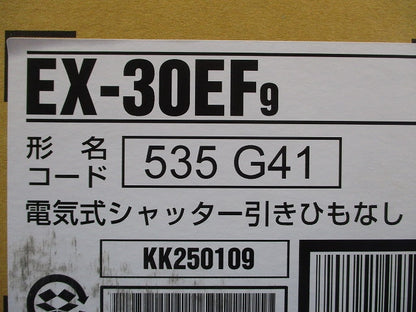 EX-30EF9
形名
コード
535 G41
電気式シャッター引きひもなし
KK250109